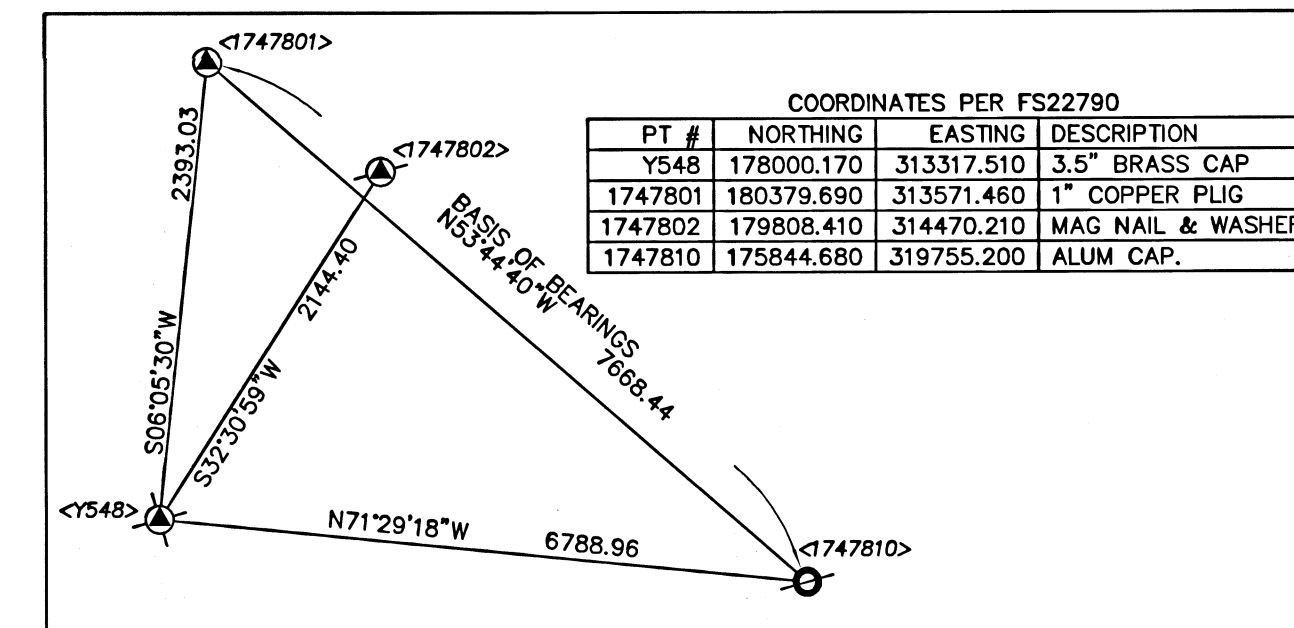 <1747801>
2393.03
<1747802>
COORDINATES PER FS22790
PT # NORTHING EASTING DESCRIPTION
Y548 178000.170 313317.510 3.5" BRASS CAP
1747801 180379.690 313571.460 1" COPPER PLIG
1747802 179808.410 314470.210 MAG NAIL & WASHER
1747810 175844.680 319755.200 ALUM CAP.
BASIS OF BEARINGS
N53°44'40"W
7668.44
2144.40
S06°05'30"W
S32°30'59"W
<Y548>
N71°29'18"W
6788.96
<1747810>